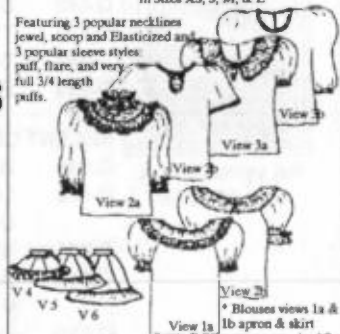 in Sizes XS, S, M, & L
Featuring 3 popular necklines
jewel, scoop and Elasticized and
3 popular sleeve styles:
puff, flare, and very
full 3/4 length
puffs.
View 3b
View 3a
View 2b
View 2a
View 2b
V 4
V 5
V 6
View 1a
* Blouses views 1a &
1b apron & skirt